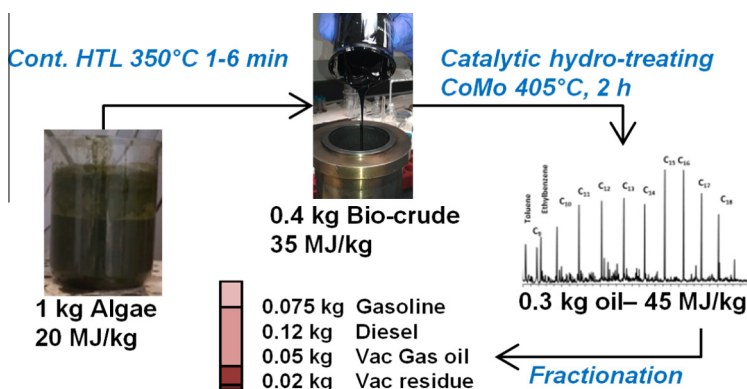 Cont. HTL 350°C 1-6 min
Catalytic hydro-treating
CoMo 405°C, 2 h
1 kg Algae
20 MJ/kg
0.4 kg Bio-crude
35 MJ/kg
Toluene
C9
Ethylbenzene
C10
C11
C12
C13
C14
C15
C16
C17
C18
0.3 kg oil– 45 MJ/kg
Fractionation
0.075 kg Gasoline
0.12 kg Diesel
0.05 kg Vac Gas oil
0.02 kg Vac residue